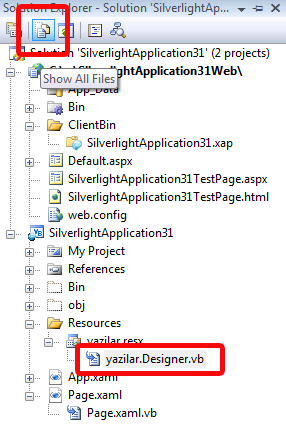 Solution Explorer - Solution 'SilverlightAp...
Solution 'SilverlightApplication31' (2 projects)
SilverlightApplication31Web\
Show All Files
App_Data
Bin
ClientBin
SilverlightApplication31.xap
Default.aspx
SilverlightApplication31TestPage.aspx
SilverlightApplication31TestPage.html
web.config
SilverlightApplication31
My Project
References
Bin
obj
Resources
yazilar.resx
yazilar.Designer.vb
App.xaml
Page.xaml
Page.xaml.vb